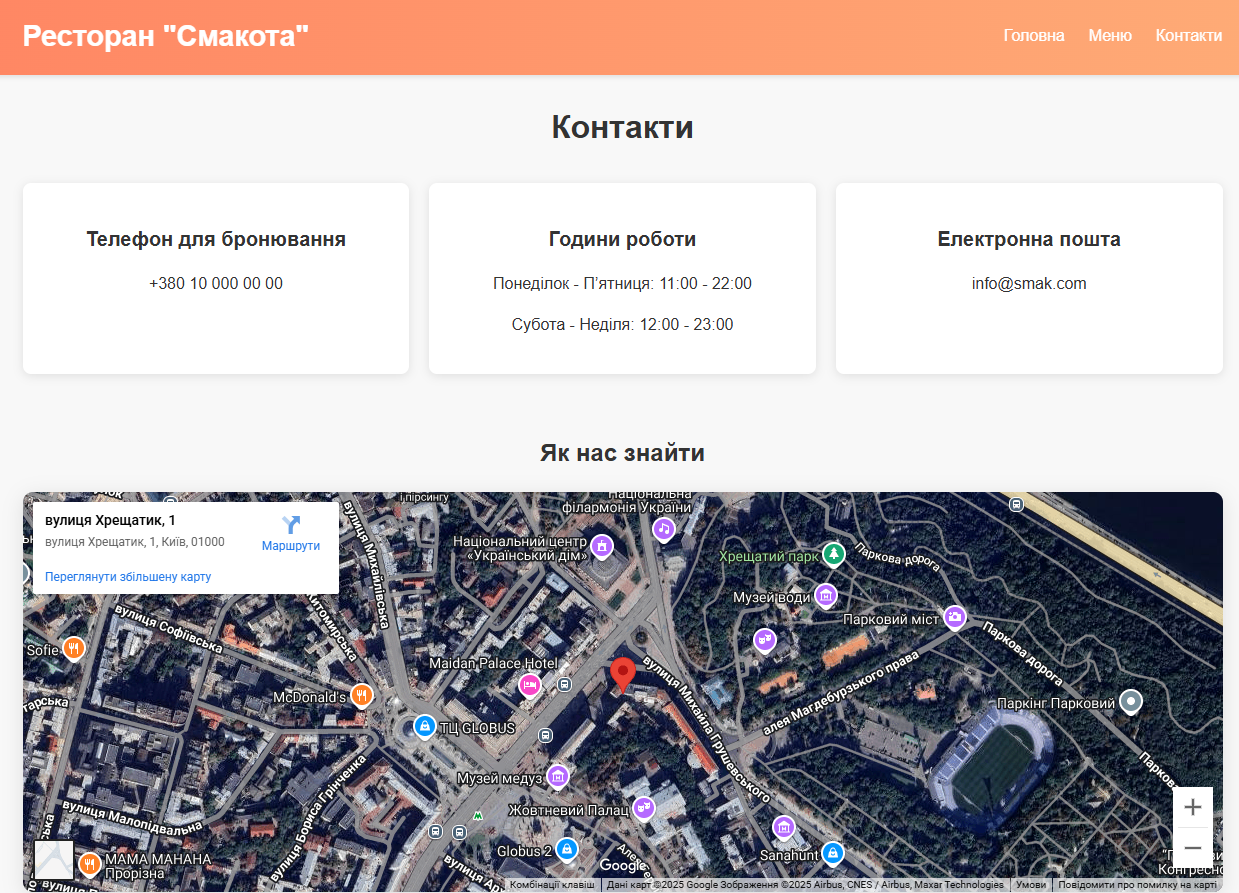 Ресторан "Смакота"
Головна Меню Контакти
Контакти
Телефон для бронювання
+380 10 000 00 00
Години роботи
Понеділок - П’ятниця: 11:00 - 22:00
Субота - Неділя: 12:00 - 23:00
Електронна пошта
info@smak.com
Як нас знайти
вулиця Хрещатик, 1
вулиця Хрещатик, 1, Київ, 01000
Маршрути
Переглянути збільшену карту
і пірсингу
Національна
філармонія України
Національний центр
«Український дім»
вулиця Михайлівська
Хрещатий парк
Паркова дорога
Музей води
Парковий міст
Паркова дорога
вулиця Софіївська
Житомирська
Sofie
Maidan Palace Hotel
McDonald's
вулиця Михайла Грушевського
алея Магдебурзького права
Паркінг Парковий
ТЦ GLOBUS
Музей медуз
Жовтневий Палац
вулиця Бориса Грінченка
вулиця Малопідвальна
Globus 2
Sanahunt
МАМА МАНАНА
Прорізна
Google
Комбінації клавіш
Дані карт ©2025 Google Зображення ©2025 Airbus, CNES / Airbus, Maxar Technologies
Умови
Повідомити про помилку на карті